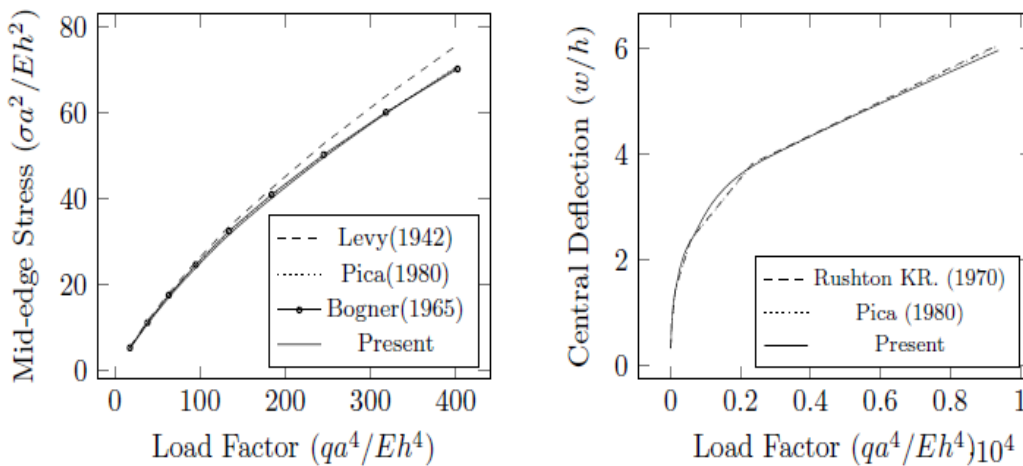 Mid-edge Stress (σa²/Eh²)
80
60
40
20
0
Levy(1942)
Pica(1980)
Bogner(1965)
Present
0 100 200 300 400
Load Factor (qa⁴/Eh⁴)
Central Deflection (w/h)
6
4
2
0
Rushton KR. (1970)
Pica (1980)
Present
0 0.2 0.4 0.6 0.8 1
Load Factor (qa⁴/Eh⁴)10⁴